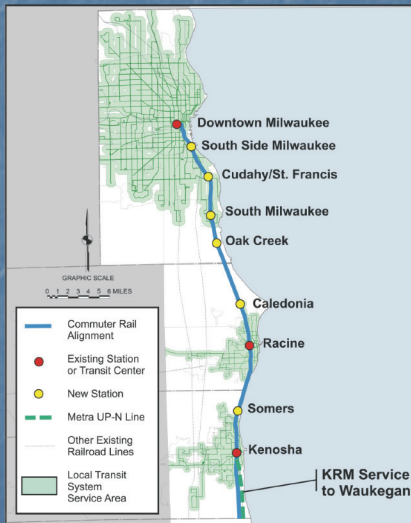 Downtown Milwaukee
South Side Milwaukee
Cudahy/St. Francis
South Milwaukee
Oak Creek
GRAPHIC SCALE
0 1 2 3 4 5 6 MILES
Caledonia
Racine
Somers
Kenosha
KRM Service
to Waukegan
Commuter Rail
Alignment
Existing Station
or Transit Center
New Station
Metra UP-N Line
Other Existing
Railroad Lines
Local Transit
System
Service Area